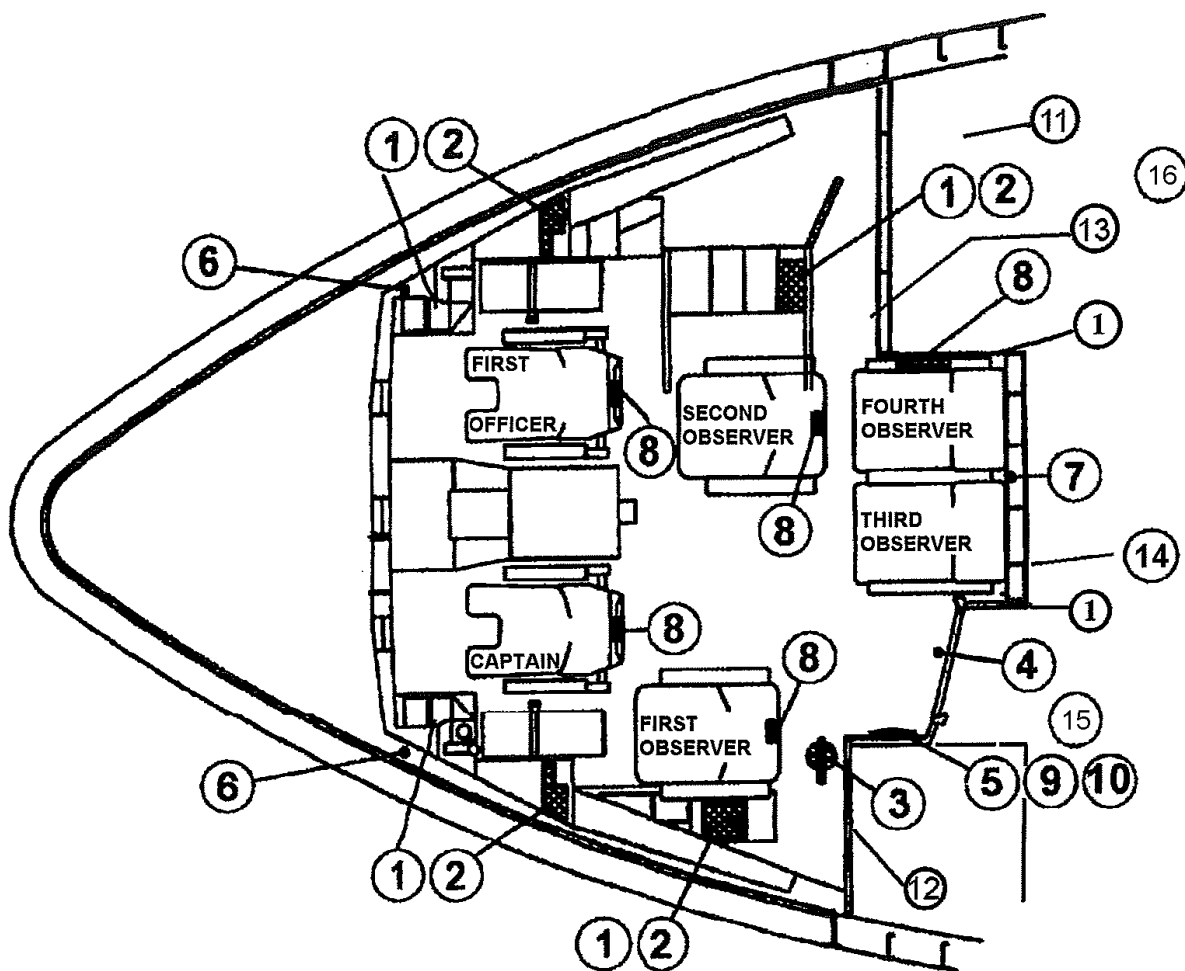 11
1 2
16
1 2
13
6
8
1
FIRST
OFFICER
SECOND
OBSERVER
FOURTH
OBSERVER
8
7
8
THIRD
OBSERVER
14
1
CAPTAIN
8
8
4
FIRST
OBSERVER
15
6
3
5 9 10
1 2
12
1 2